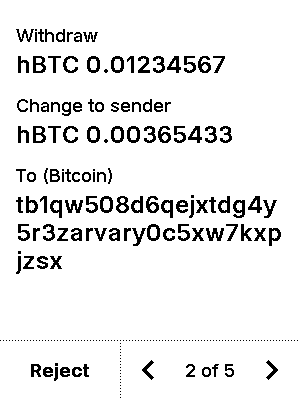 Withdraw
hBTC 0.01234567
Change to sender
hBTC 0.00365433
To (Bitcoin)
tb1qw508d6qejxtdg4y
5r3zarvary0c5xw7kxp
jzsx
Reject
2 of 5